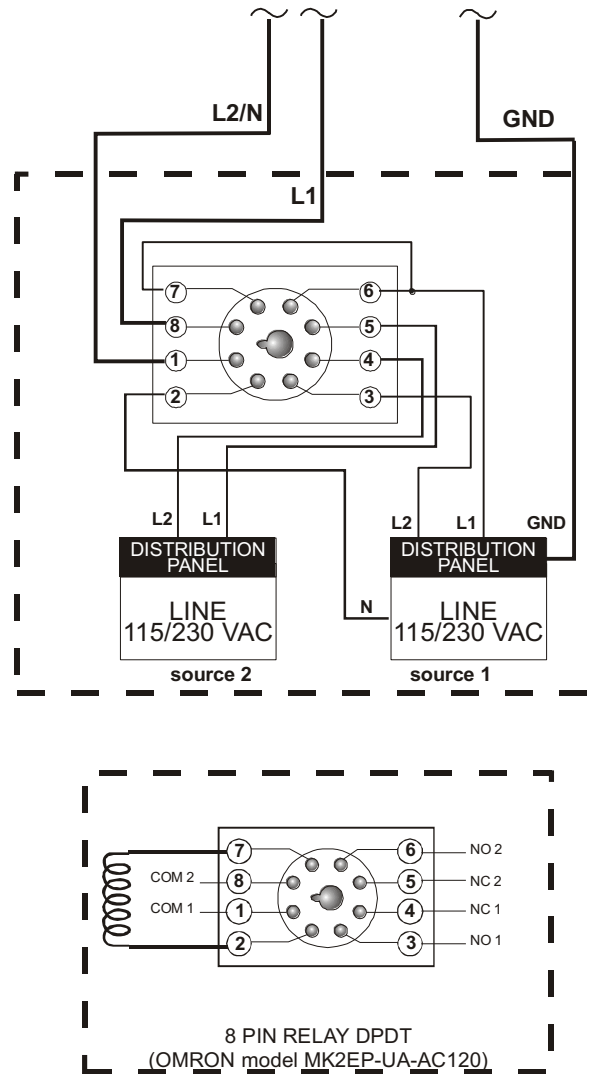 L2/N
GND
L1
7
6
8
5
1
4
2
3
L2
L1
L2
L1
GND
DISTRIBUTION
PANEL
LINE
115/230 VAC
source 2
N
DISTRIBUTION
PANEL
LINE
115/230 VAC
source 1
7
6
NO 2
COM 2
8
5
NC 2
COM 1
1
4
NC 1
2
3
NO 1
8 PIN RELAY DPDT
(OMRON model MK2EP-UA-AC120)